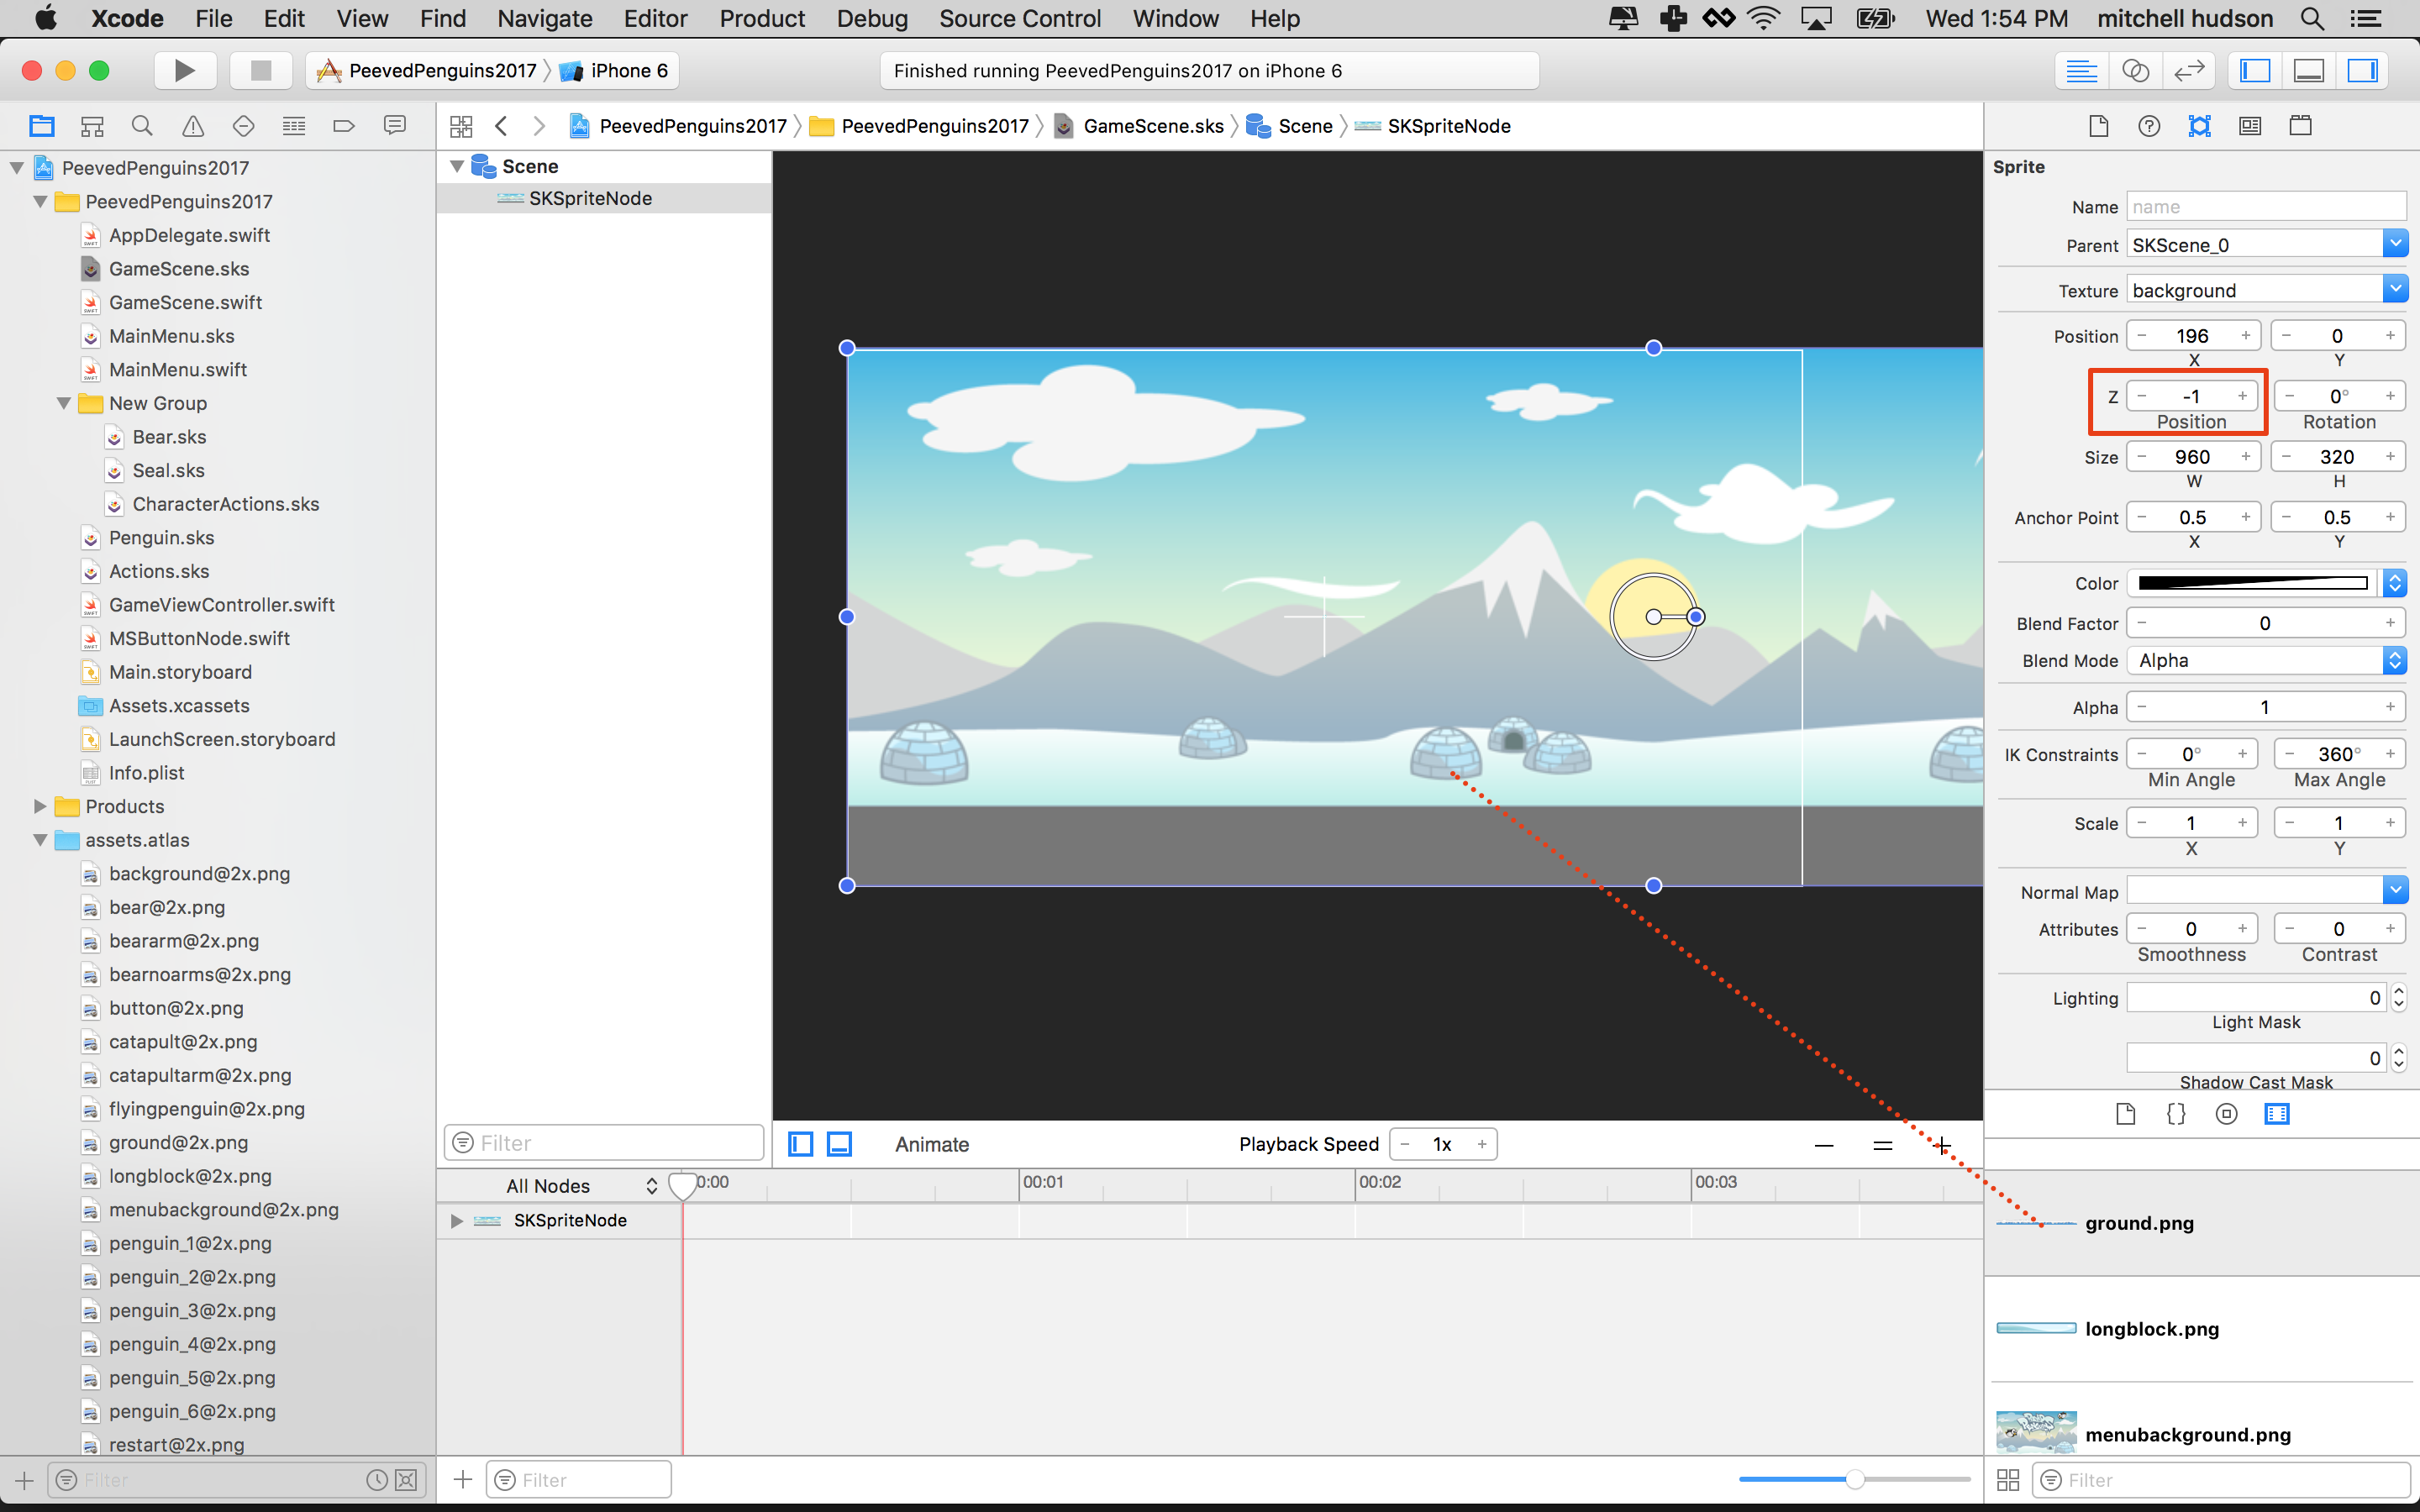 Xcode File Edit View Find Navigate Editor Product Debug Source Control Window Help Wed 1:54 PM mitchell hudson
PeevedPenguins2017 iPhone 6 Finished running PeevedPenguins2017 on iPhone 6
PeevedPenguins2017 PeevedPenguins2017 GameScene.sks Scene SKSpriteNode
PeevedPenguins2017
PeevedPenguins2017
AppDelegate.swift
GameScene.sks
GameScene.swift
MainMenu.sks
MainMenu.swift
New Group
Bear.sks
Seal.sks
CharacterActions.sks
Penguin.sks
Actions.sks
GameViewController.swift
MSButtonNode.swift
Main.storyboard
Assets.xcassets
LaunchScreen.storyboard
Info.plist
Products
assets.atlas
background@2x.png
bear@2x.png
beararm@2x.png
bearnoarms@2x.png
button@2x.png
catapult@2x.png
catapultarm@2x.png
flyingpenguin@2x.png
ground@2x.png
longblock@2x.png
menubackground@2x.png
penguin_1@2x.png
penguin_2@2x.png
penguin_3@2x.png
penguin_4@2x.png
penguin_5@2x.png
penguin_6@2x.png
restart@2x.png
Filter
Scene
SKSpriteNode
Filter
Animate
Playback Speed - 1x +
All Nodes 0:00 00:01 00:02 00:03
SKSpriteNode
Filter
Sprite
Name name
Parent SKScene_0
Texture background
Position - 196 + - 0 +
X Y
Z - -1 + - 0° +
Position Rotation
Size - 960 + - 320 +
W H
Anchor Point - 0.5 + - 0.5 +
X Y
Color
Blend Factor - 0 +
Blend Mode Alpha
Alpha - 1 +
IK Constraints - 0° + - 360° +
Min Angle Max Angle
Scale - 1 + - 1 +
X Y
Normal Map
Attributes - 0 + - 0 +
Smoothness Contrast
Lighting 0
Light Mask
0
Shadow Cast Mask
{}
ground.png
longblock.png
menubackground.png
Filter